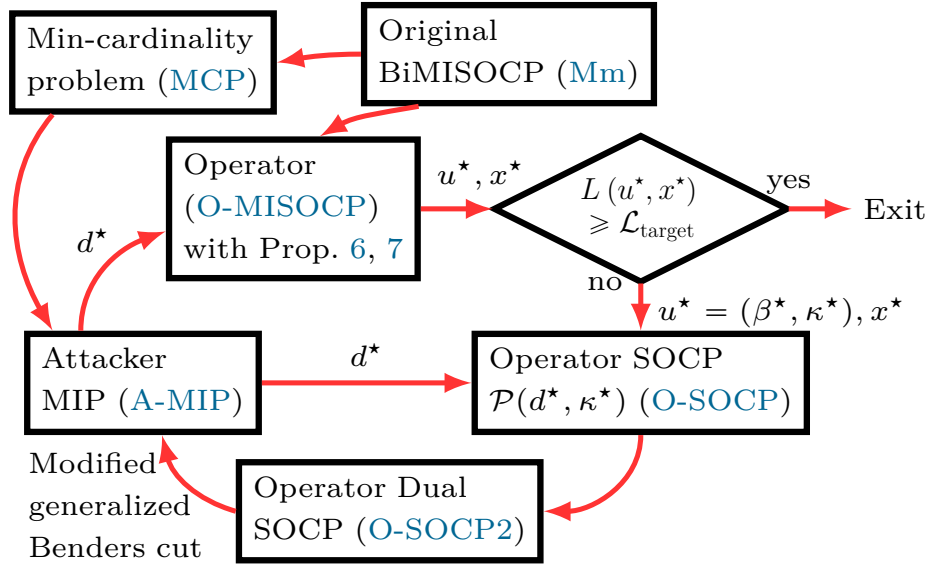 Min-cardinality
problem (MCP)
Original
BiMISOCP (Mm)
Operator
(O-MISOCP)
with Prop. 6, 7
u⋆, x⋆
L (u⋆, x⋆)
⩾ 𝓛target
yes
Exit
no
u⋆ = (β⋆, κ⋆), x⋆
d⋆
Attacker
MIP (A-MIP)
d⋆
Operator SOCP
𝒫(d⋆, κ⋆) (O-SOCP)
Modified
generalized
Benders cut
Operator Dual
SOCP (O-SOCP2)